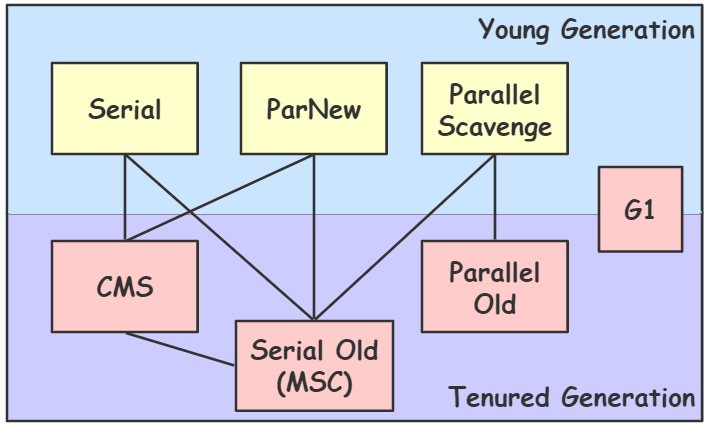 Young Generation
Serial
ParNew
Parallel
Scavenge
G1
CMS
Parallel
Old
Serial Old
(MSC)
Tenured Generation